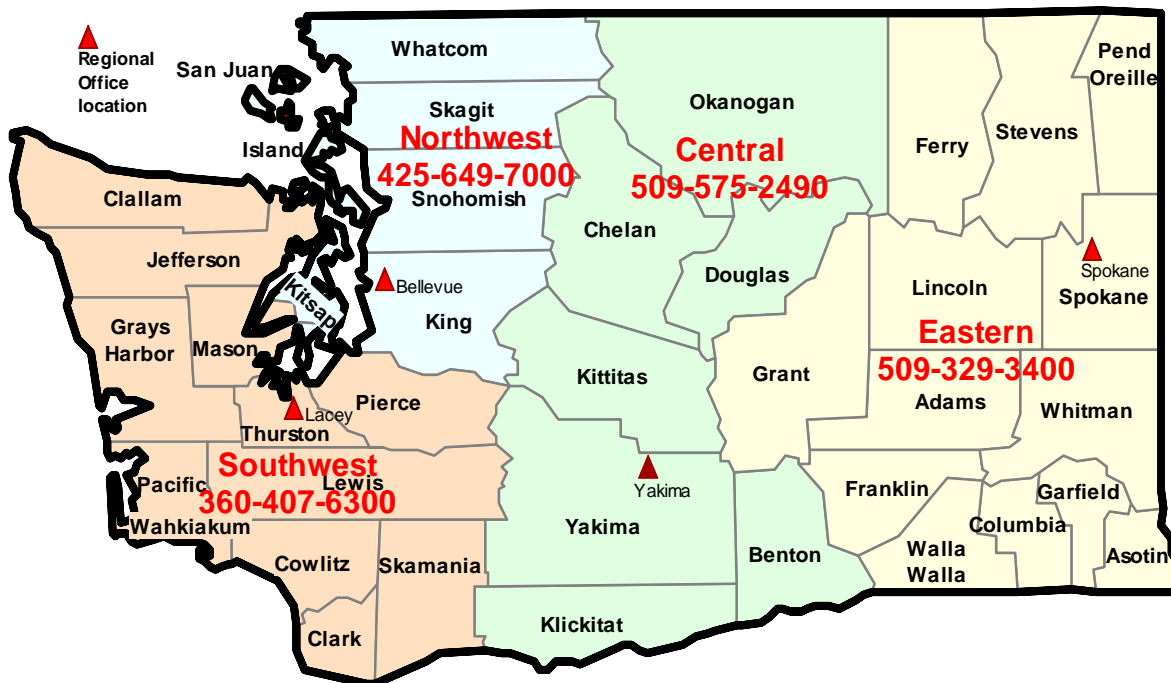 Regional
Office
location
San Juan
Whatcom
Skagit
Island
Northwest
425-649-7000
Snohomish
Okanogan
Central
509-575-2490
Ferry
Stevens
Pend
Oreille
Clallam
Jefferson
Chelan
Douglas
Kitsap
Bellevue
King
Lincoln
Spokane
Spokane
Eastern
509-329-3400
Grays
Harbor
Mason
Kittitas
Grant
Adams
Whitman
Pierce
Lacey
Thurston
Southwest
360-407-6300
Pacific
Lewis
Wahkiakum
Yakima
Yakima
Franklin
Garfield
Columbia
Benton
Walla
Walla
Asotin
Cowlitz
Skamania
Clark
Klickitat